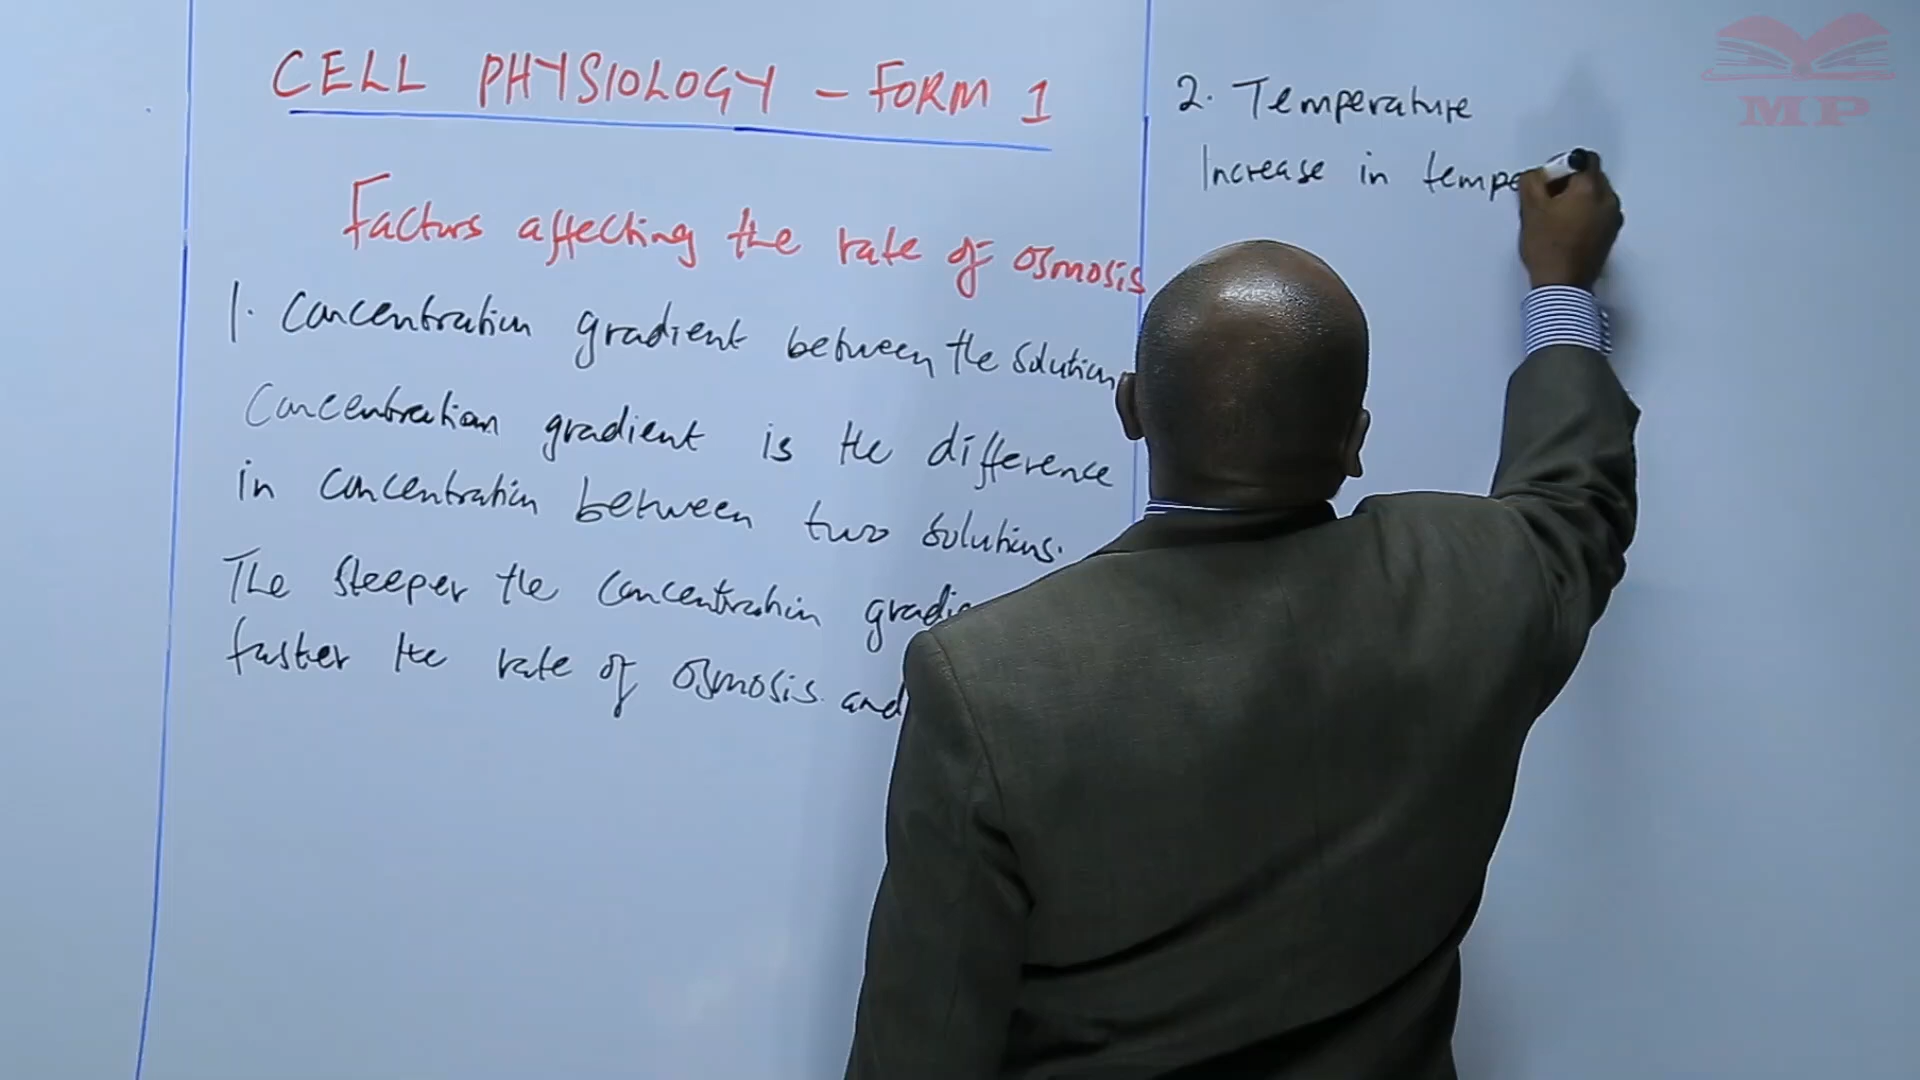 CELL PHYSIOLOGY - FORM 1
Factors affecting the rate of osmosis
1. Concentration gradient between the solution
Concentration gradient is the difference
in concentration between two solutions.
The steeper the concentration
faster the rate of osmosis and
2. Temperature
Increase in tempe
MP